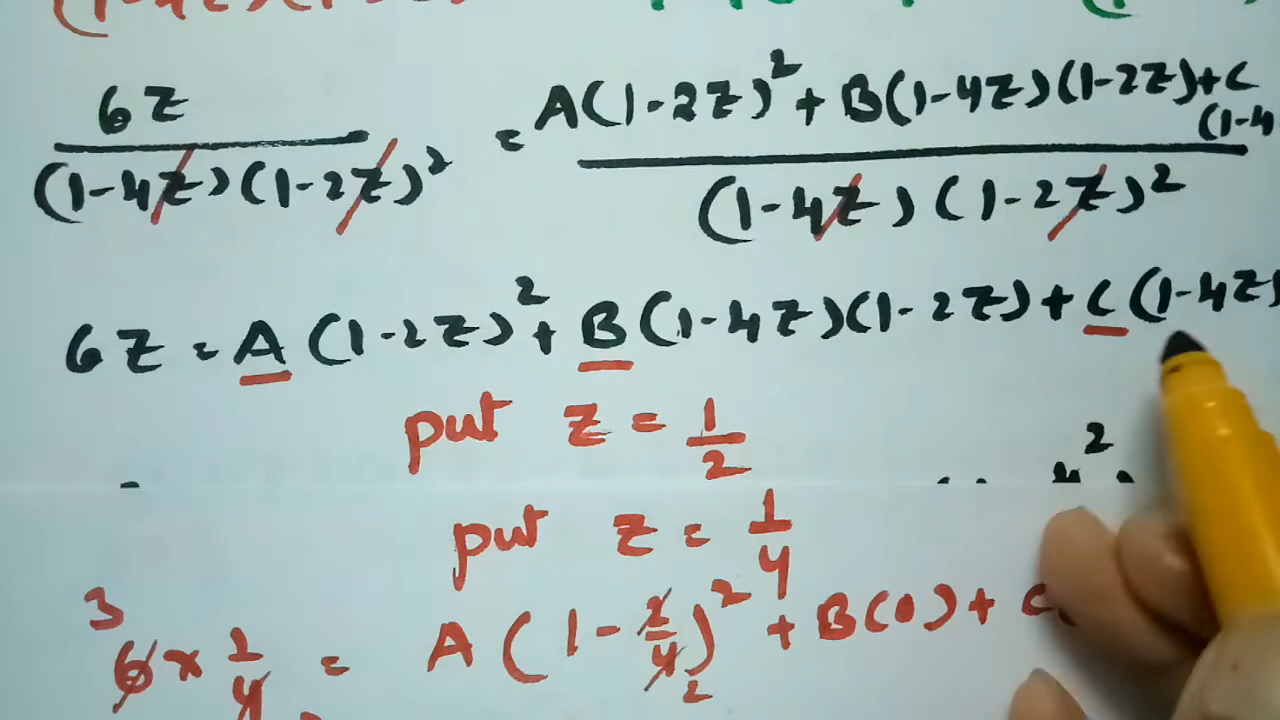 6z / (1-4z)(1-2z)² = A(1-2z)² + B(1-4z)(1-2z)+C (1-4 / (1-4z)(1-2z)²
6z = A(1-2z)² + B(1-4z)(1-2z)+C(1-4z)
put z = 1/2
put z = 1/4
3
6 × 1/4 = A(1-2/4)² + B(0)+ C
2